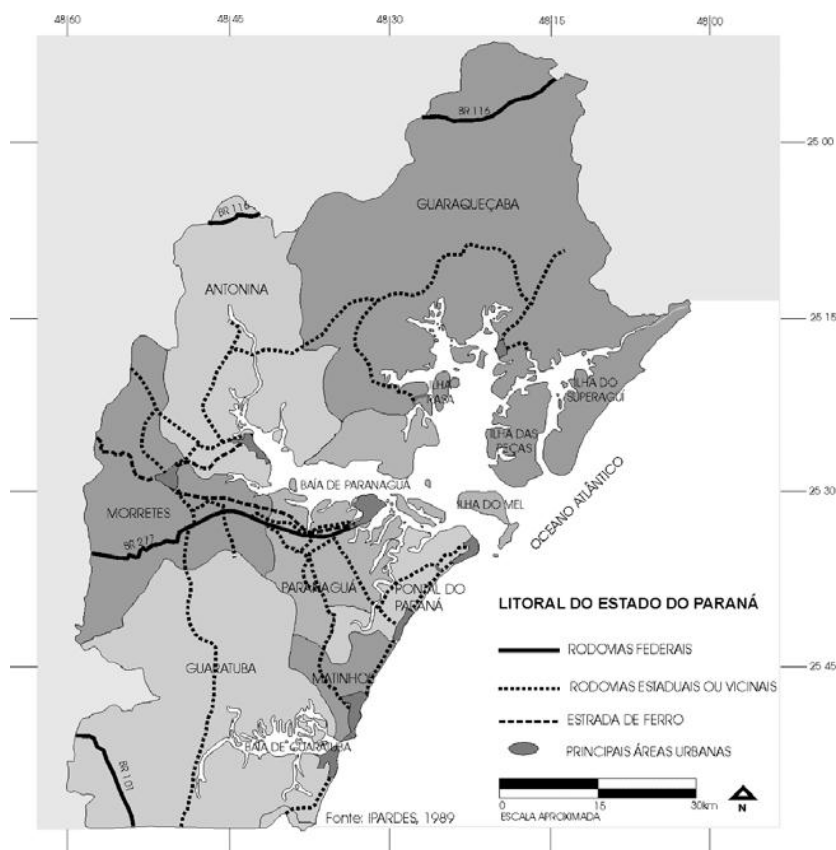 48:60 48:45 48:30 48:15 48:00
BR 116
25:00
GUARAQUEÇABA
BR 116
ANTONINA
25:15
ILHA
RASA
ILHA DO
SUPERAGUÍ
ILHA DAS
PEÇAS
BAÍA DE PARANAGUÁ
25:30
ILHA DO MEL
OCEANO ATLÂNTICO
MORRETES
BR 277
PARANAGUÁ
PONTAL DO
PARANÁ
LITORAL DO ESTADO DO PARANÁ
RODOVIAS FEDERAIS
GUARATUBA
MATINHOS
25:45
RODOVIAS ESTADUAIS OU VICINAIS
ESTRADA DE FERRO
BAÍA DE GUARATUBA
PRINCIPAIS ÁREAS URBANAS
BR 101
0 15 30km
ESCALA APROXIMADA
N
Fonte: IPARDES, 1989